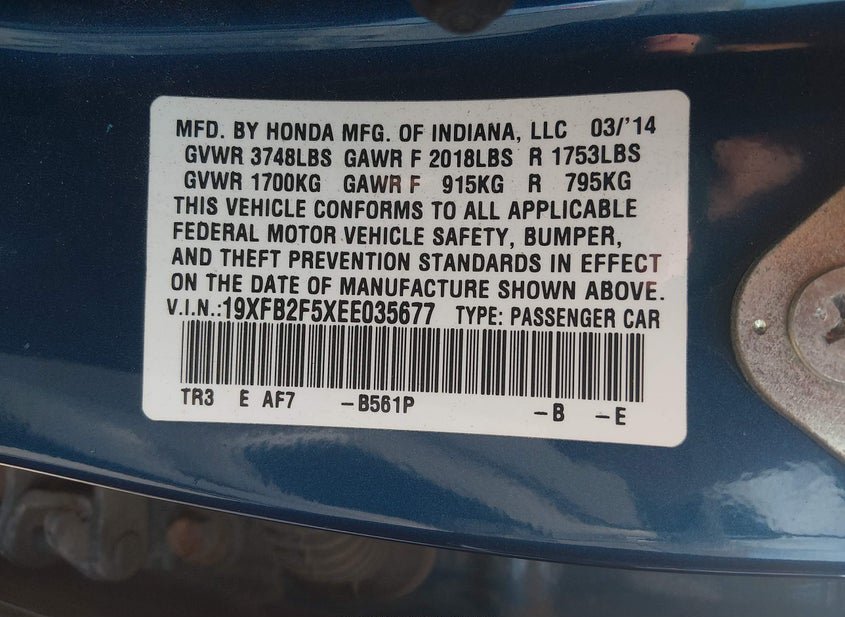 MFD. BY HONDA MFG. OF INDIANA, LLC 03/'14
GVWR 3748LBS GAWR F 2018LBS R 1753LBS
GVWR 1700KG GAWR F 915KG R 795KG
THIS VEHICLE CONFORMS TO ALL APPLICABLE
FEDERAL MOTOR VEHICLE SAFETY, BUMPER,
AND THEFT PREVENTION STANDARDS IN EFFECT
ON THE DATE OF MANUFACTURE SHOWN ABOVE.
V.I.N.:19XFB2F5XEE035677 TYPE: PASSENGER CAR
TR3 E AF7 -B561P -B -E